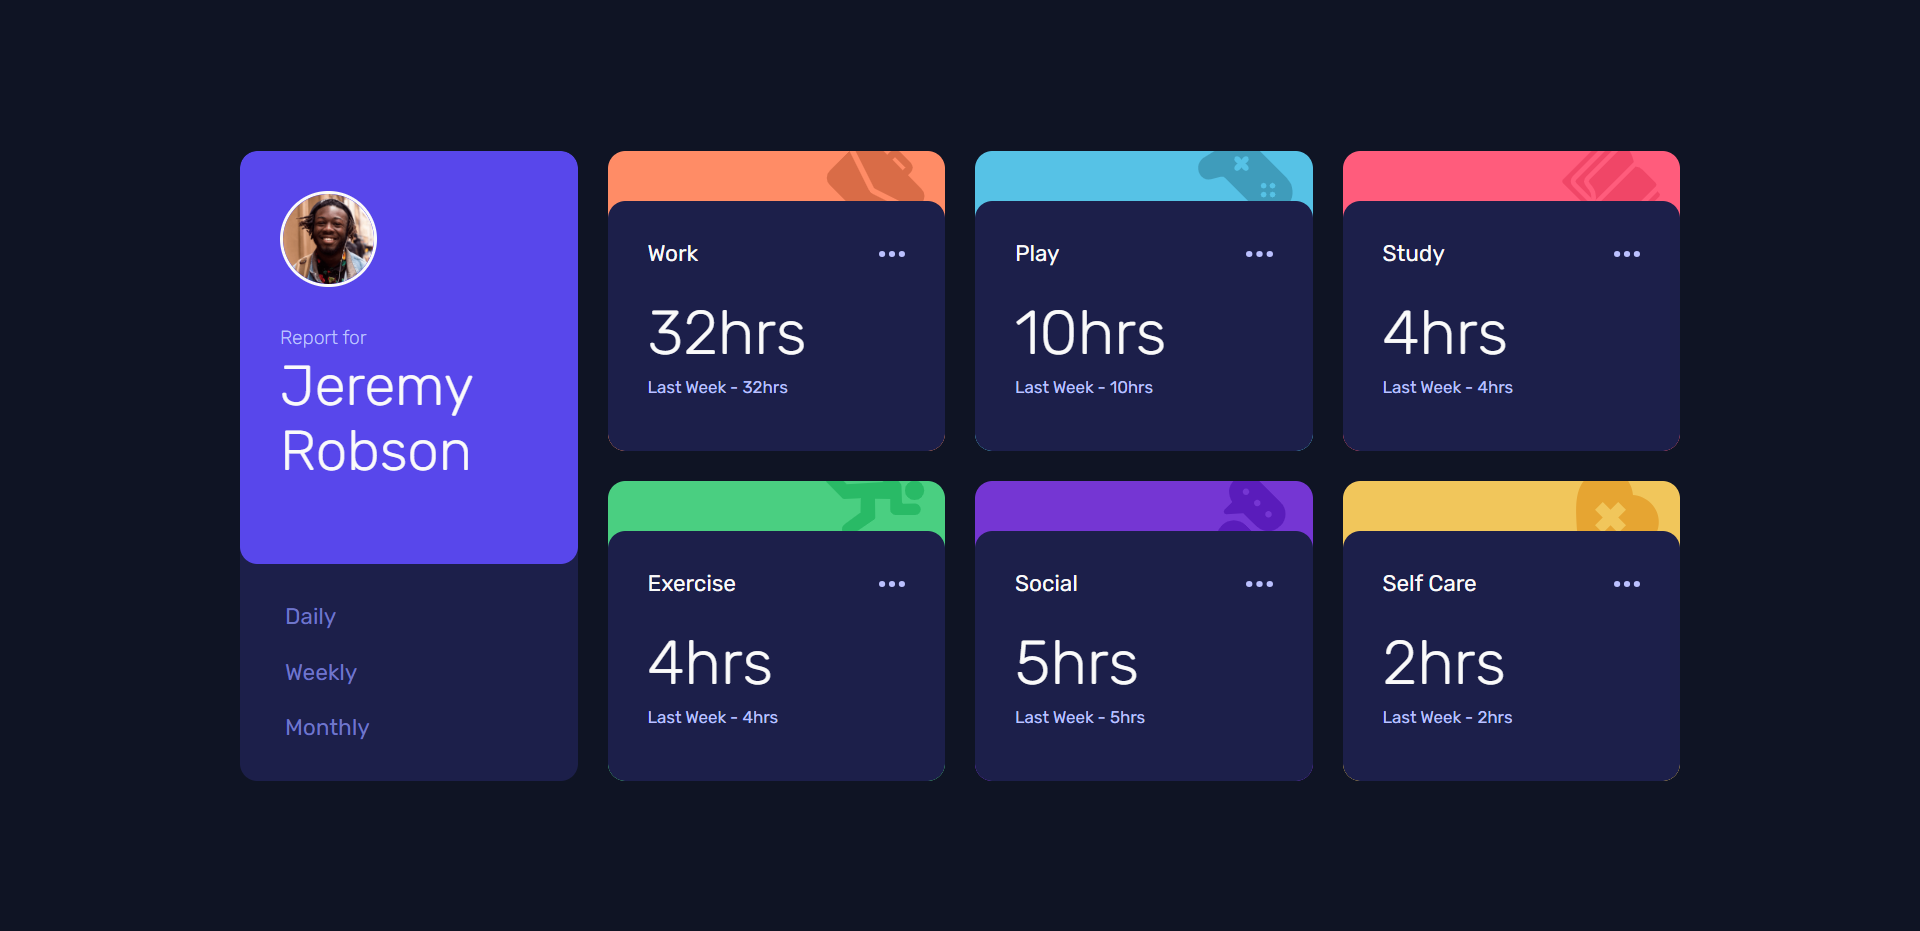 Report for
Jeremy
Robson
Daily
Weekly
Monthly
Work
32hrs
Last Week - 32hrs
Play
10hrs
Last Week - 10hrs
Study
4hrs
Last Week - 4hrs
Exercise
4hrs
Last Week - 4hrs
Social
5hrs
Last Week - 5hrs
Self Care
2hrs
Last Week - 2hrs